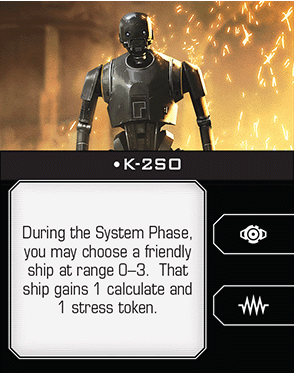 •K-2SO
During the System Phase,
you may choose a friendly
ship at range 0–3.  That
ship gains 1 calculate and
1 stress token.